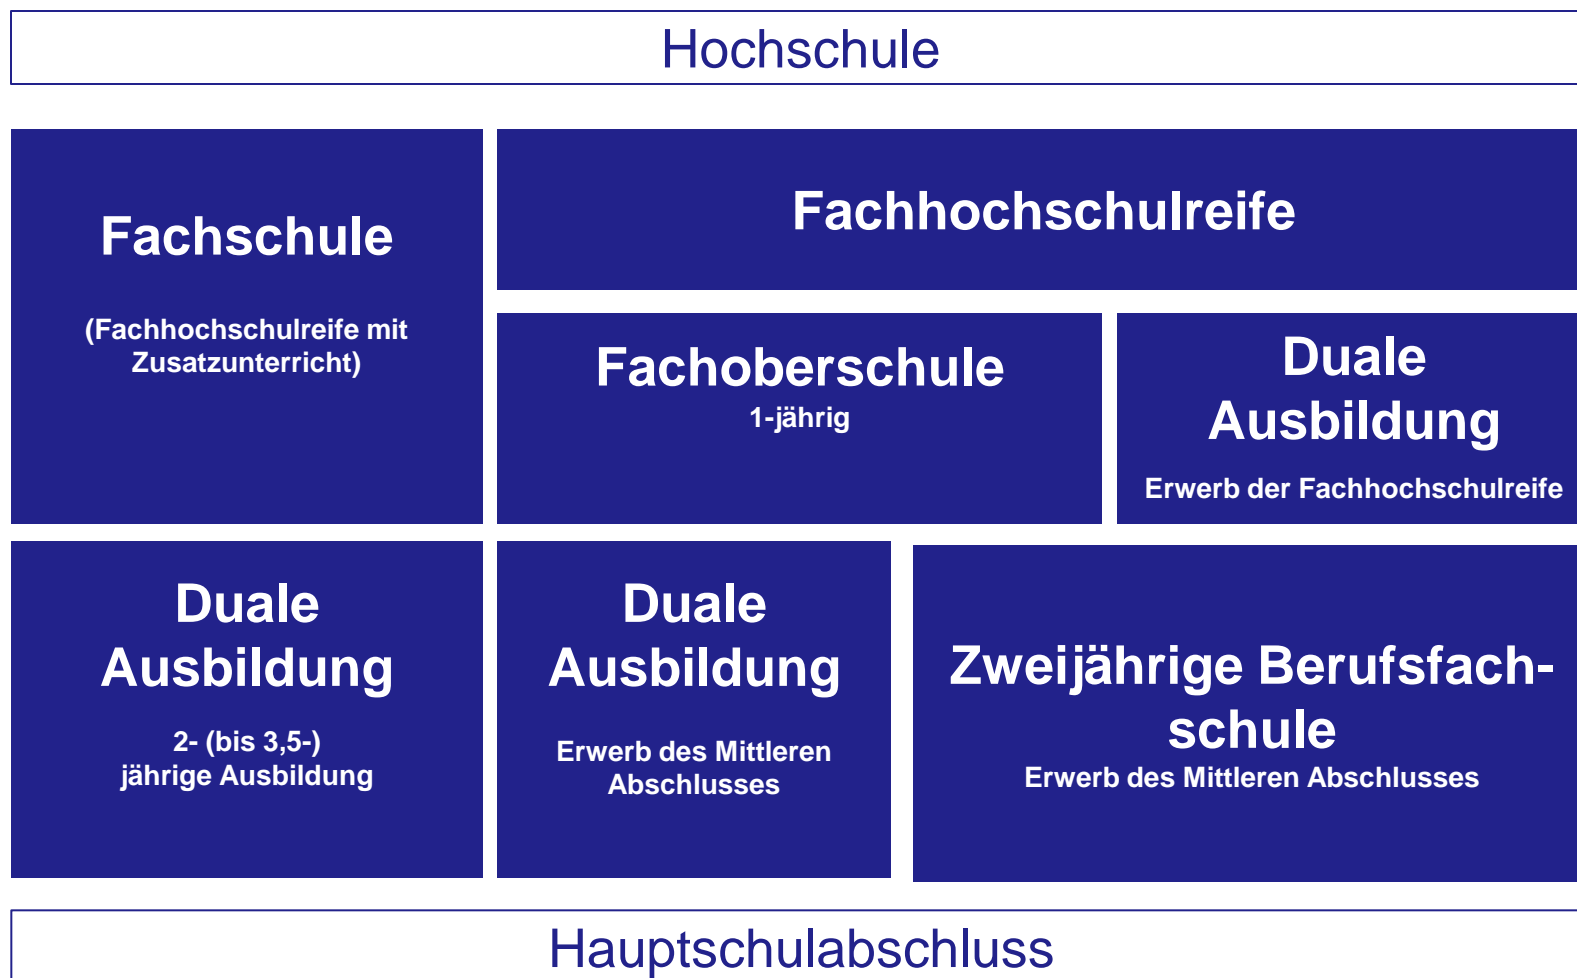 Hochschule
Fachschule
(Fachhochschulreife mit
Zusatzunterricht)
Fachhochschulreife
Fachoberschule
1-jährig
Duale
Ausbildung
Erwerb der Fachhochschulreife
Duale
Ausbildung
2- (bis 3,5-)
jährige Ausbildung
Duale
Ausbildung
Erwerb des Mittleren
Abschlusses
Zweijährige Berufsfach-
schule
Erwerb des Mittleren Abschlusses
Hauptschulabschluss